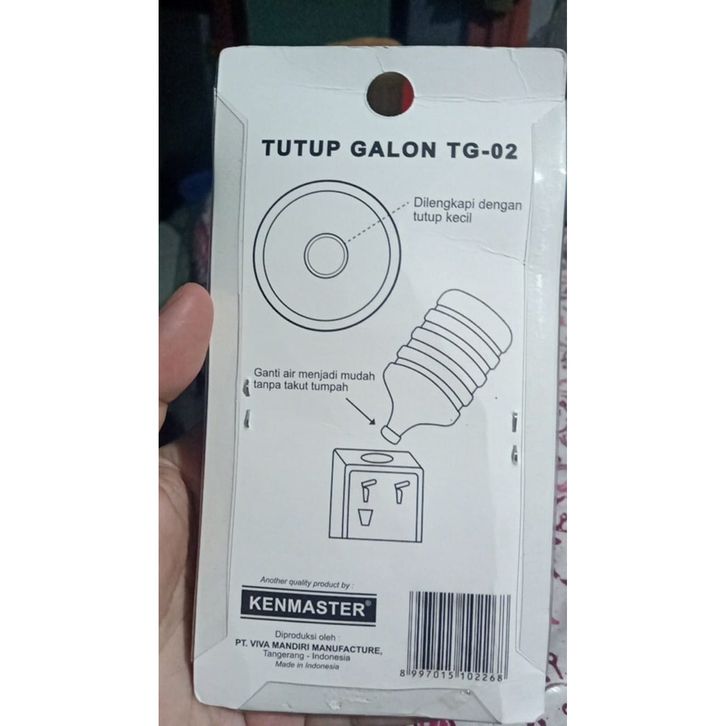 TUTUP GALON TG-02
Dilengkapi dengan
tutup kecil
Ganti air menjadi mudah
tanpa takut tumpah
Another quality product by :
KENMASTER®
Diproduksi oleh :
PT. VIVA MANDIRI MANUFACTURE,
Tangerang - Indonesia
Made in Indonesia
8 997015 102268